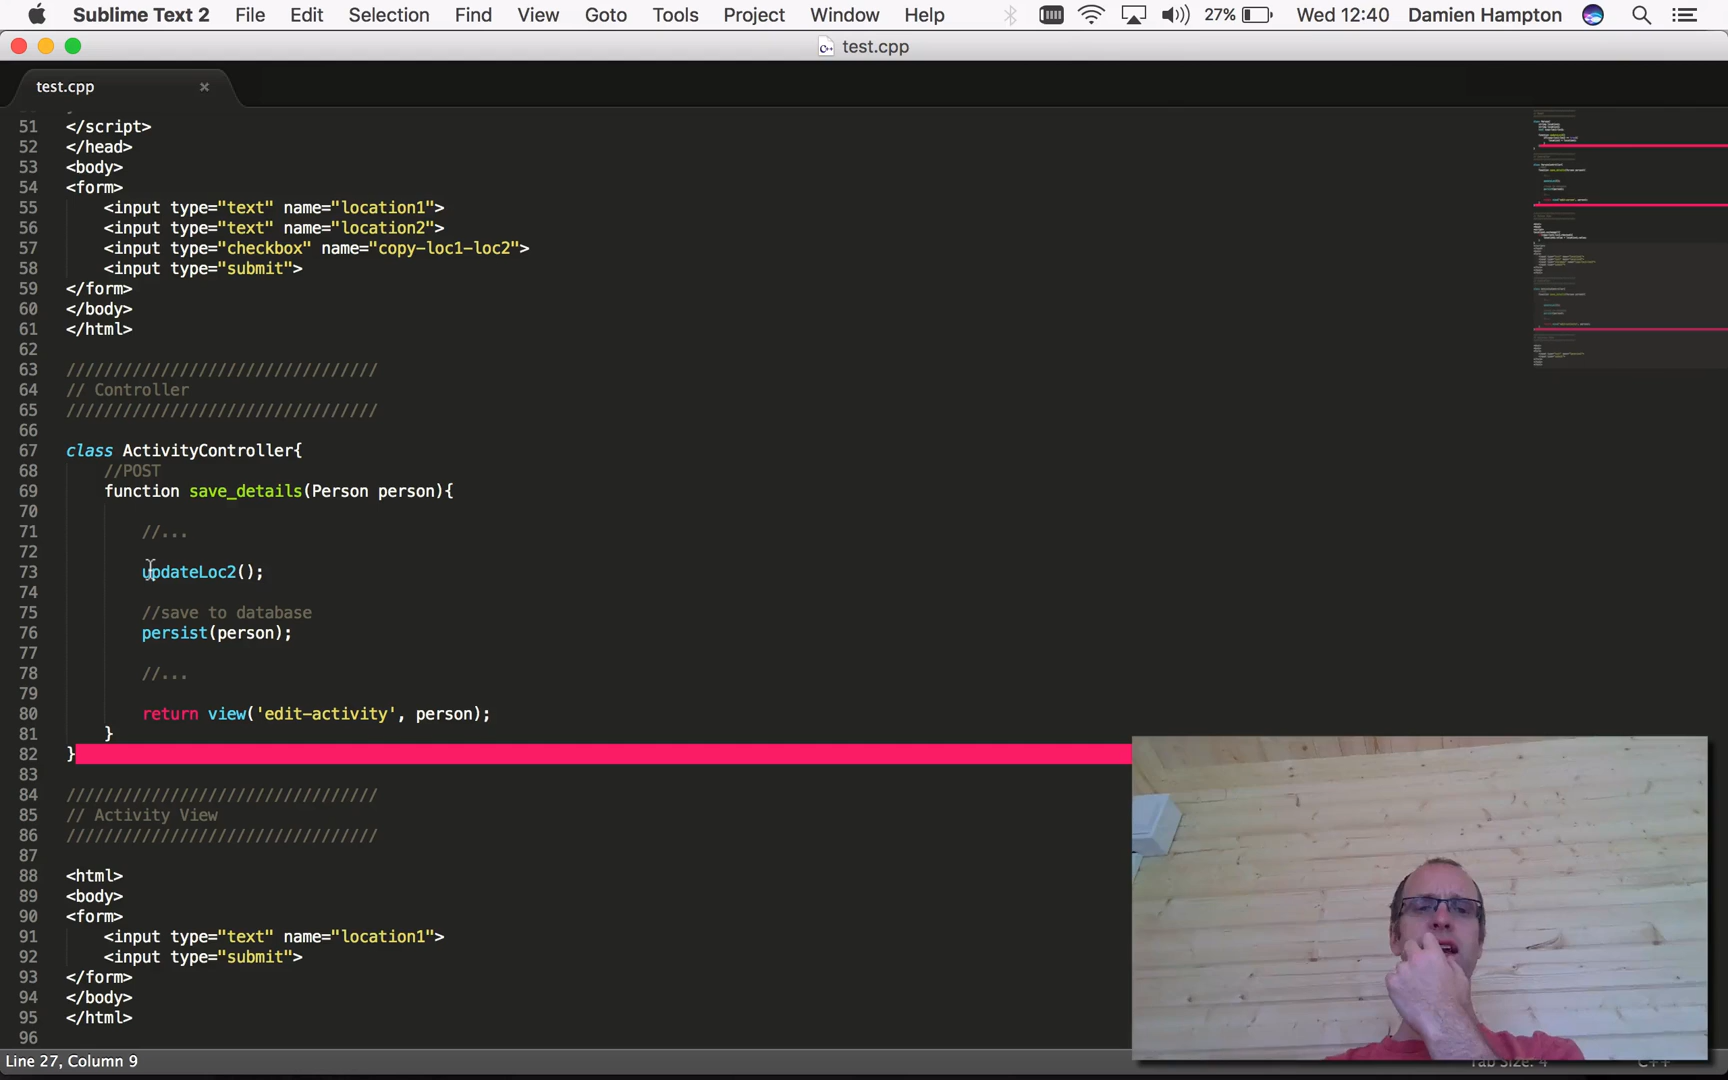 Sublime Text 2 File Edit Selection Find View Goto Tools Project Window Help 27% Wed 12:40 Damien Hampton
test.cpp
test.cpp ×
51 </script>
52 </head>
53 <body>
54 <form>
55 <input type="text" name="location1">
56 <input type="text" name="location2">
57 <input type="checkbox" name="copy-loc1-loc2">
58 <input type="submit">
59 </form>
60 </body>
61 </html>
62
63 /////////////////////////////////
64 // Controller
65 /////////////////////////////////
66
67 class ActivityController{
68 //POST
69 function save_details(Person person){
70
71 //...
72
73 updateLoc2();
74
75 //save to database
76 persist(person);
77
78 //...
79
80 return view('edit-activity', person);
81 }
82 }
83
84 /////////////////////////////////
85 // Activity View
86 /////////////////////////////////
87
88 <html>
89 <body>
90 <form>
91 <input type="text" name="location1">
92 <input type="submit">
93 </form>
94 </body>
95 </html>
96
Line 27, Column 9 Tab Size: 4 C++